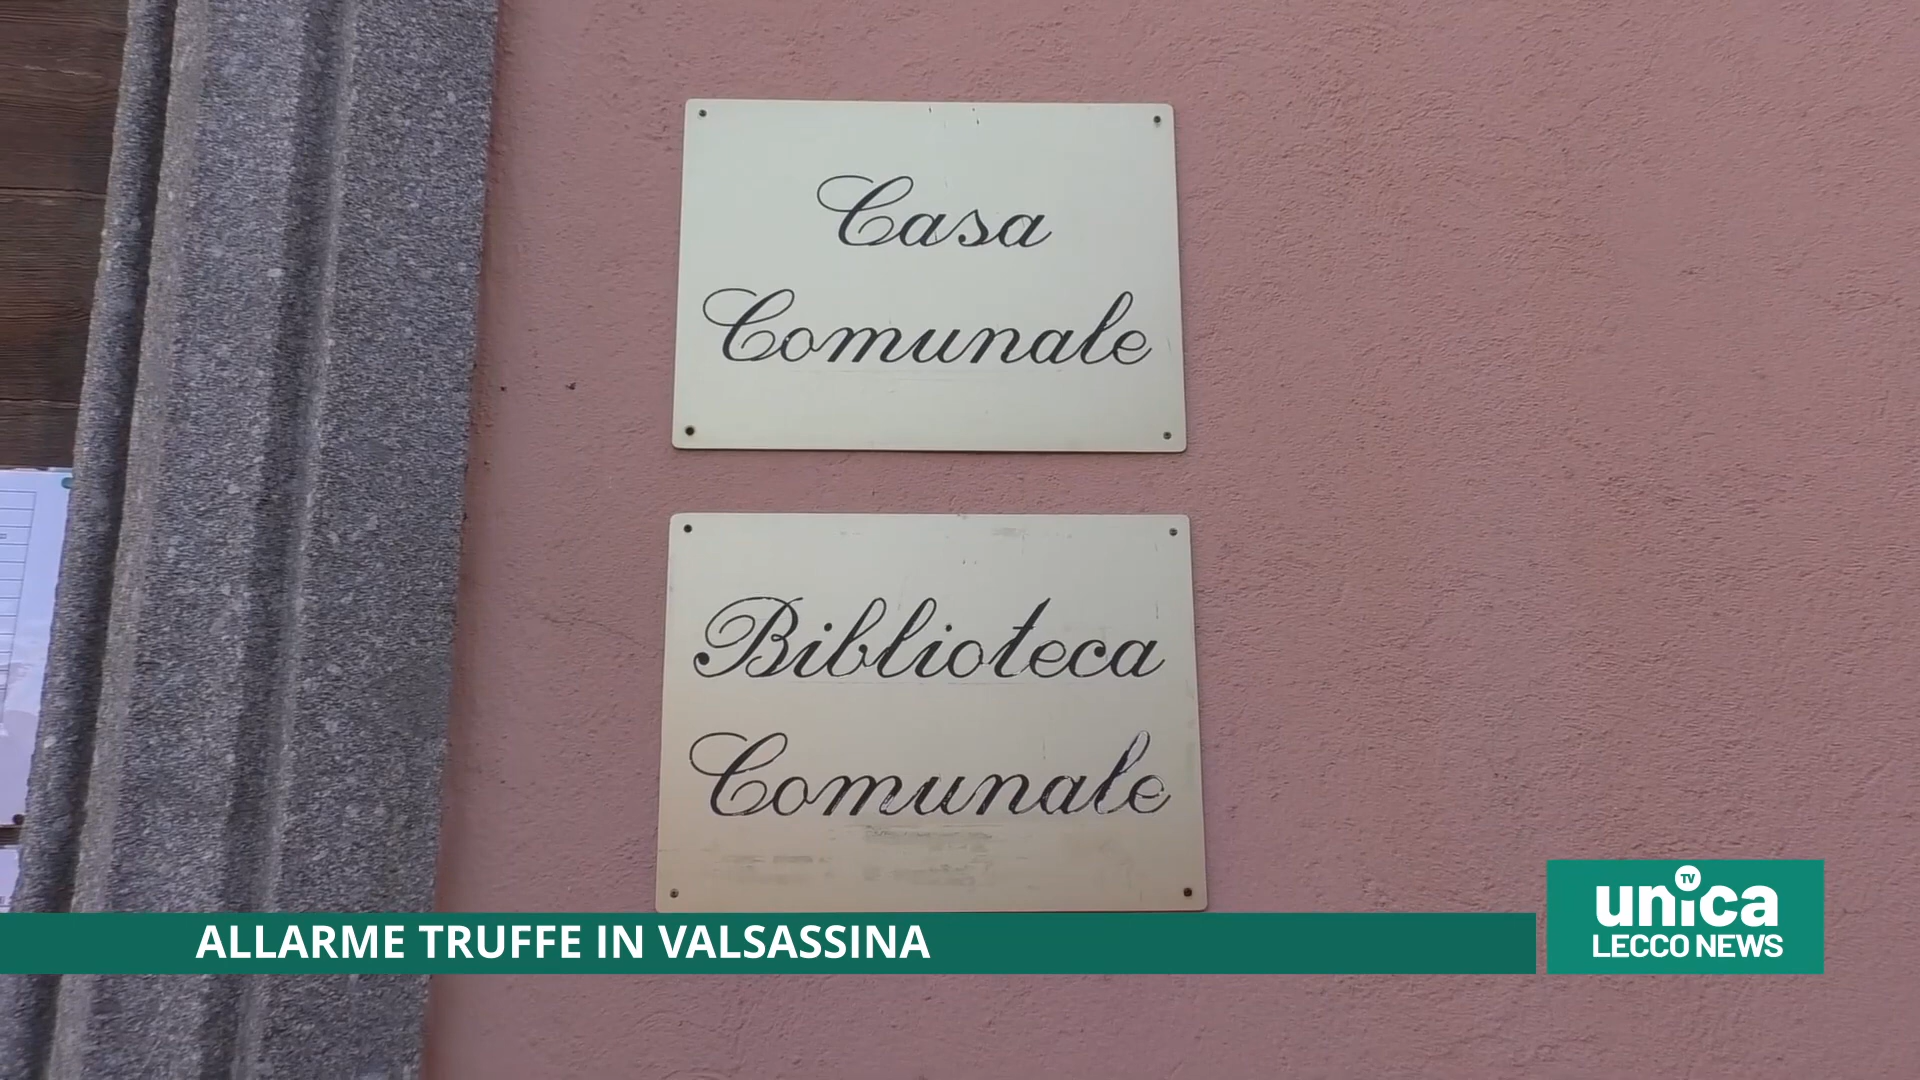 Casa
Comunale
Biblioteca
Comunale
ALLARME TRUFFE IN VALSASSINA
unica TV
LECCO NEWS